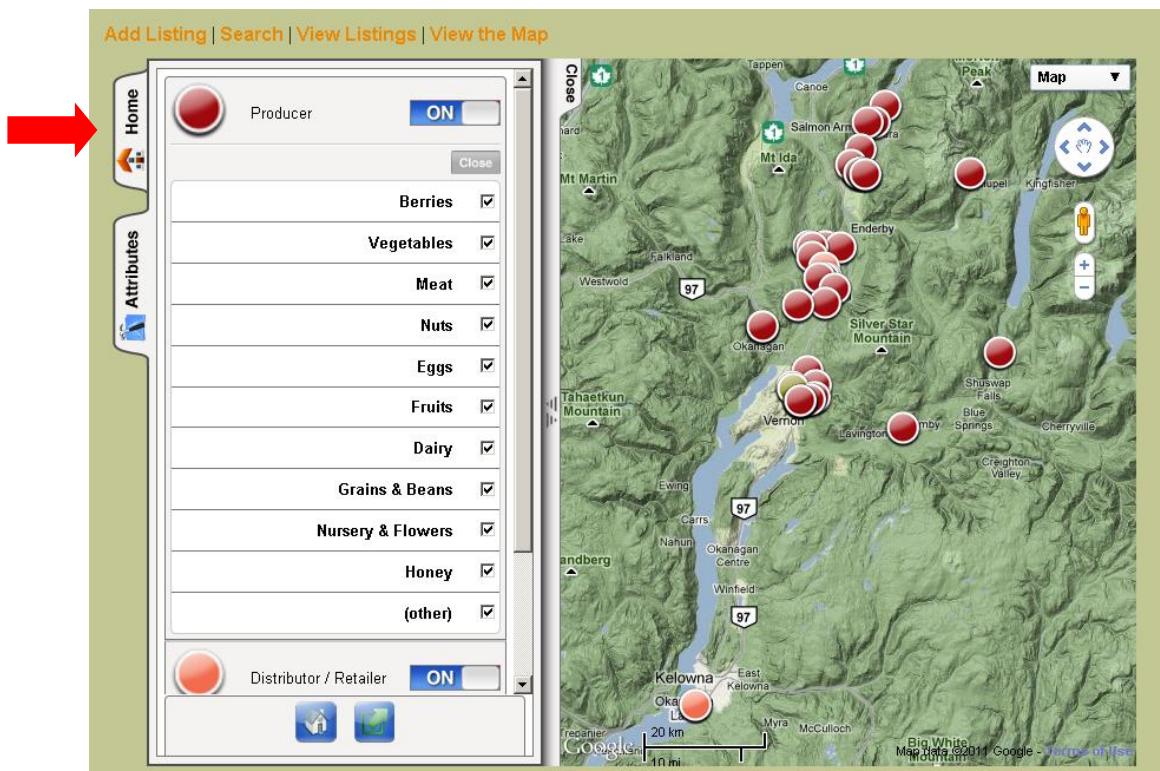 Add Listing | Search | View Listings | View the Map
Home
Attributes
Producer
ON
Close
Berries
Vegetables
Meat
Nuts
Eggs
Fruits
Dairy
Grains & Beans
Nursery & Flowers
Honey
(other)
Distributor / Retailer
ON
Close
Map
Tappen
1
1
Peak
Canoe
Salmon Arm
1
Mt Ida
Mt Martin
Kingfisher
Enderby
Falkland
Westwold
97
Silver Star
Mountain
Okanagan
Shuswap
Falls
Tahaetkun
Mountain
Vernon
Lavington
Blue
Springs
Cherryville
Creighton
Valley
Ewing
97
Carrs
Nahun
Okanagan
Centre
Winfield
97
Kelowna
East
Kelowna
Myra
McCulloch
20 km
10 mi
Google
Big White
Mountain
Map data ©2011 Google - Terms of Use